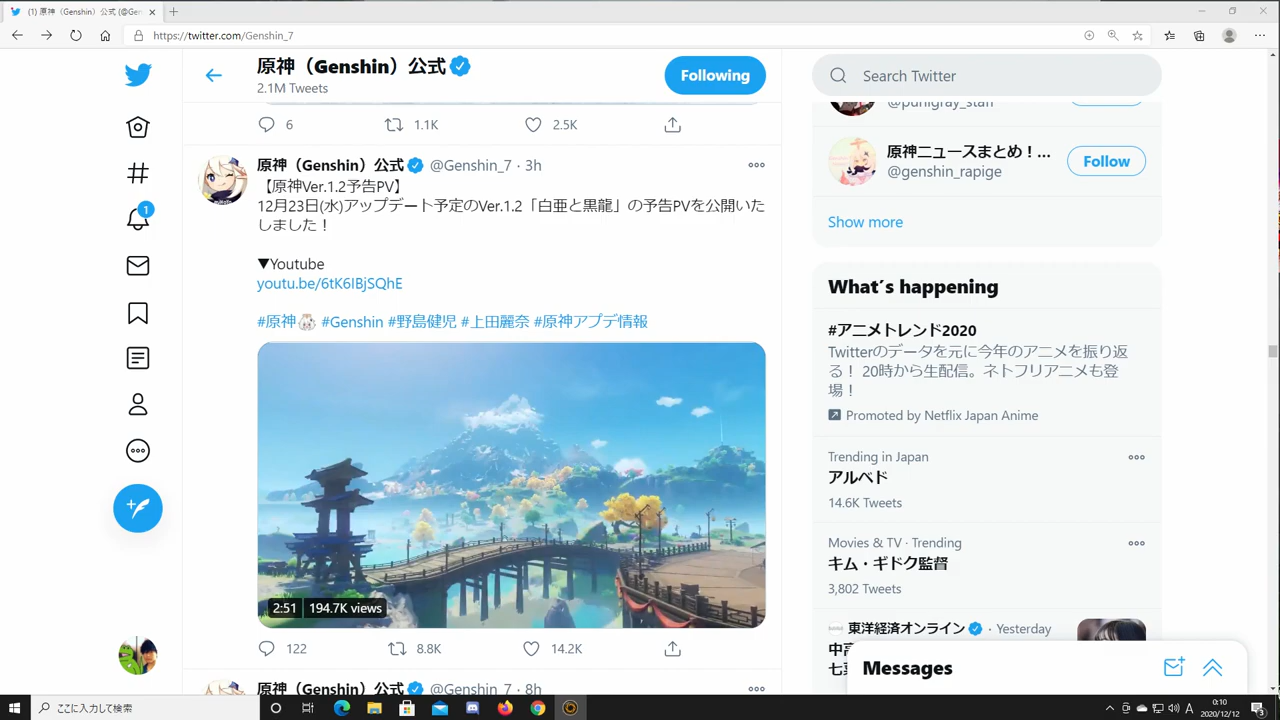 (1) 原神（Genshin）公式 (@Gen
https://twitter.com/Genshin_7
原神（Genshin）公式
2.1M Tweets
Following
6
1.1K
2.5K
原神（Genshin）公式 @Genshin_7 · 3h
【原神Ver.1.2予告PV】
12月23日(水)アップデート予定のVer.1.2「白亜と黒龍」の予告PVを公開いた
しました！
▼Youtube
youtu.be/6tK6IBjSQhE
#原神 #Genshin #野島健児 #上田麗奈 #原神アプデ情報
2:51 194.7K views
122
8.8K
14.2K
原神（Genshin）公式 @Genshin_7 · 8h
1
Search Twitter
@punigray_staff
原神ニュースまとめ！...
@genshin_rapige
Follow
Show more
What's happening
#アニメトレンド2020
Twitterのデータを元に今年のアニメを振り返
る！ 20時から生配信。ネトフリアニメも登
場！
Promoted by Netflix Japan Anime
Trending in Japan
アルベド
14.6K Tweets
Movies & TV · Trending
キム・ギドク監督
3,802 Tweets
東洋経済オンライン · Yesterday
Messages
ここに入力して検索
A
0:10
2020/12/12
3